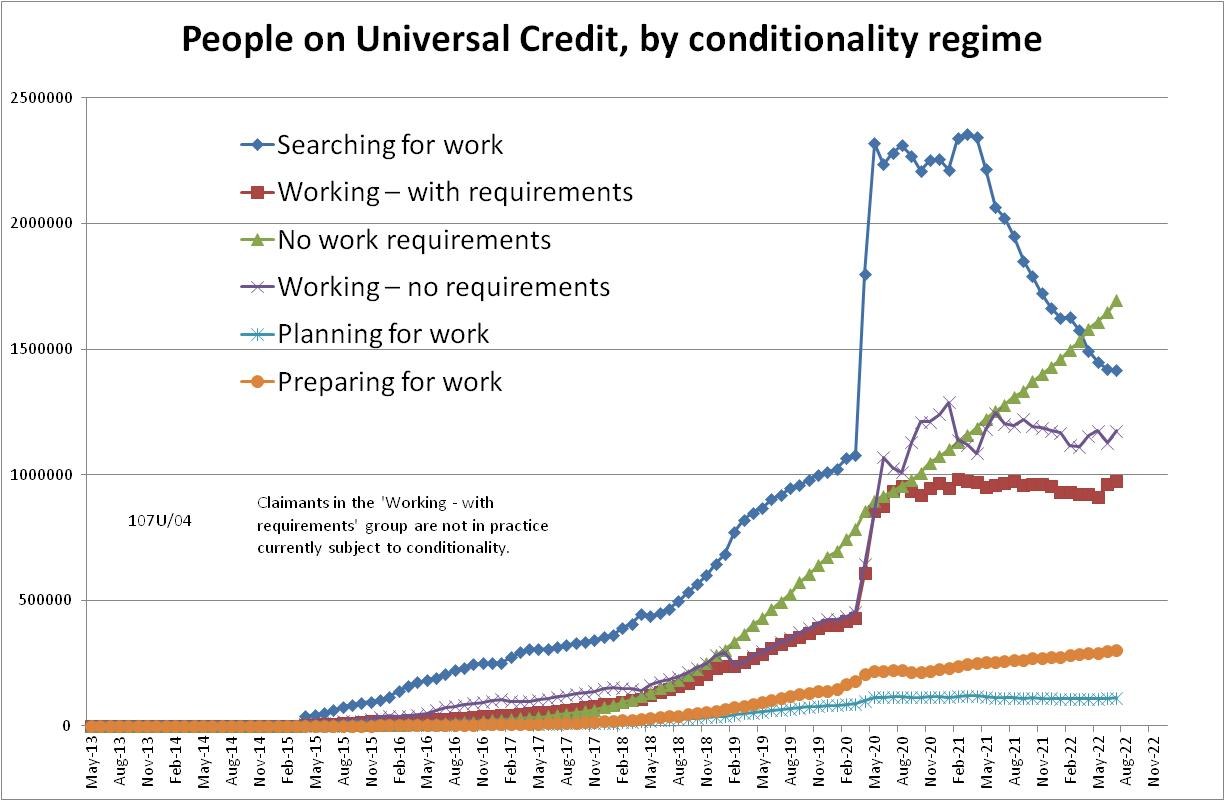 People on Universal Credit, by conditionality regime
2500000
2000000
1500000
1000000
500000
0
Searching for work
Working – with requirements
No work requirements
Working – no requirements
Planning for work
Preparing for work
107U/04
Claimants in the 'Working - with
requirements' group are not in practice
currently subject to conditionality.
May-13
Aug-13
Nov-13
Feb-14
May-14
Aug-14
Nov-14
Feb-15
May-15
Aug-15
Nov-15
Feb-16
May-16
Aug-16
Nov-16
Feb-17
May-17
Aug-17
Nov-17
Feb-18
May-18
Aug-18
Nov-18
Feb-19
May-19
Aug-19
Nov-19
Feb-20
May-20
Aug-20
Nov-20
Feb-21
May-21
Aug-21
Nov-21
Feb-22
May-22
Aug-22
Nov-22